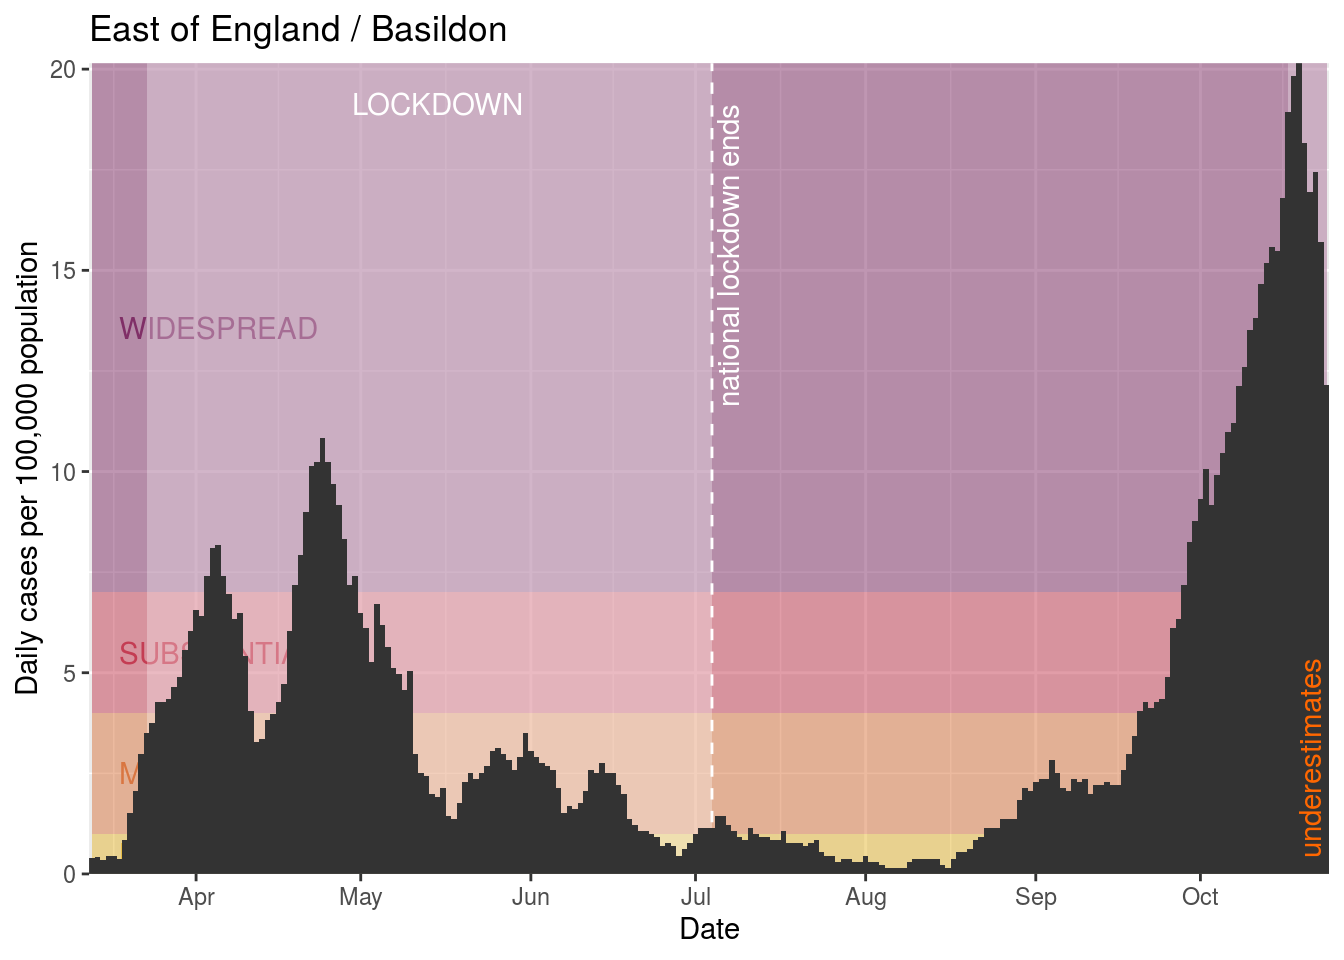 East of England / Basildon
Daily cases per 100,000 population
20
15
10
5
0
LOCKDOWN
national lockdown ends
WIDESPREAD
underestimates
Apr
May
Jun
Jul
Aug
Sep
Oct
Date